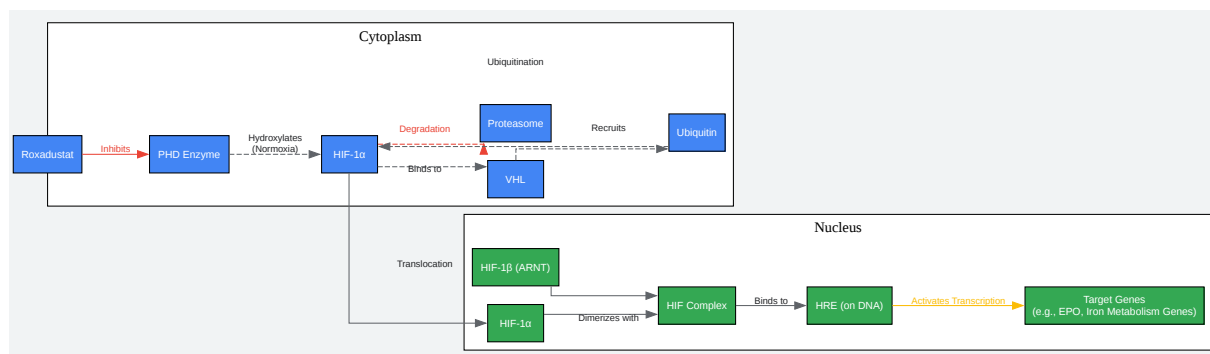 Cytoplasm
Ubiquitination
Proteasome
Degradation
Recruits
Ubiquitin
Hydroxylates
(Normoxia)
Roxadustat
Inhibits
PHD Enzyme
HIF-1α
Binds to
VHL
Nucleus
Translocation
HIF-1β (ARNT)
HIF-1α
Dimerizes with
HIF Complex
Binds to
HRE (on DNA)
Activates Transcription
Target Genes
(e.g., EPO, Iron Metabolism Genes)